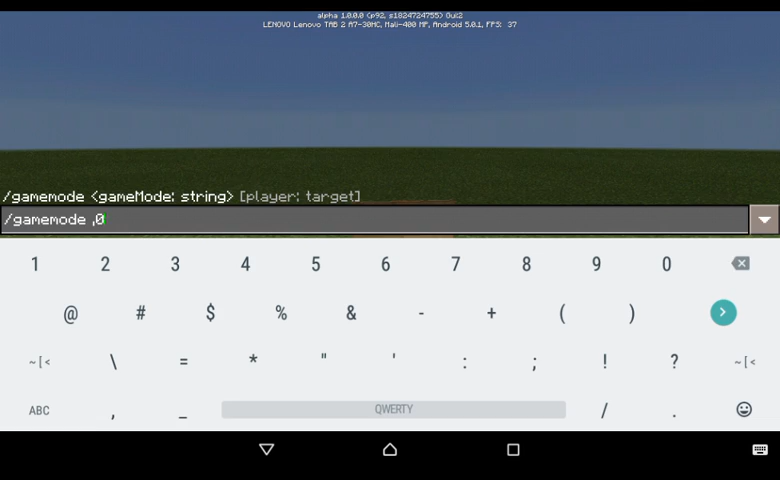 alpha 1.0.0.0 (p92, s1824724755) Gui2
LENOVO Lenovo TAB 2 A7-30HC, Mali-400 MP, Android 5.0.1, FPS: 37
/gamemode <gameMode: string> [player: target]
/gamemode ,0
1 2 3 4 5 6 7 8 9 0
@ # $ % & - + ( )
~[< \ = * " ' : ; ! ? ~[<
ABC , _ QWERTY / .